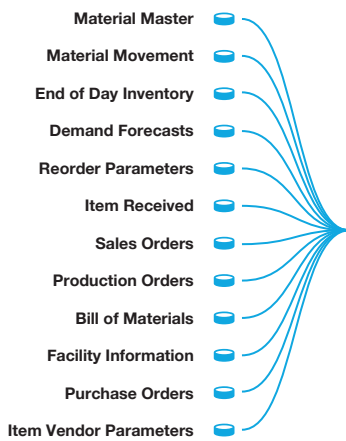 Material Master
Material Movement
End of Day Inventory
Demand Forecasts
Reorder Parameters
Item Received
Sales Orders
Production Orders
Bill of Materials
Facility Information
Purchase Orders
Item Vendor Parameters